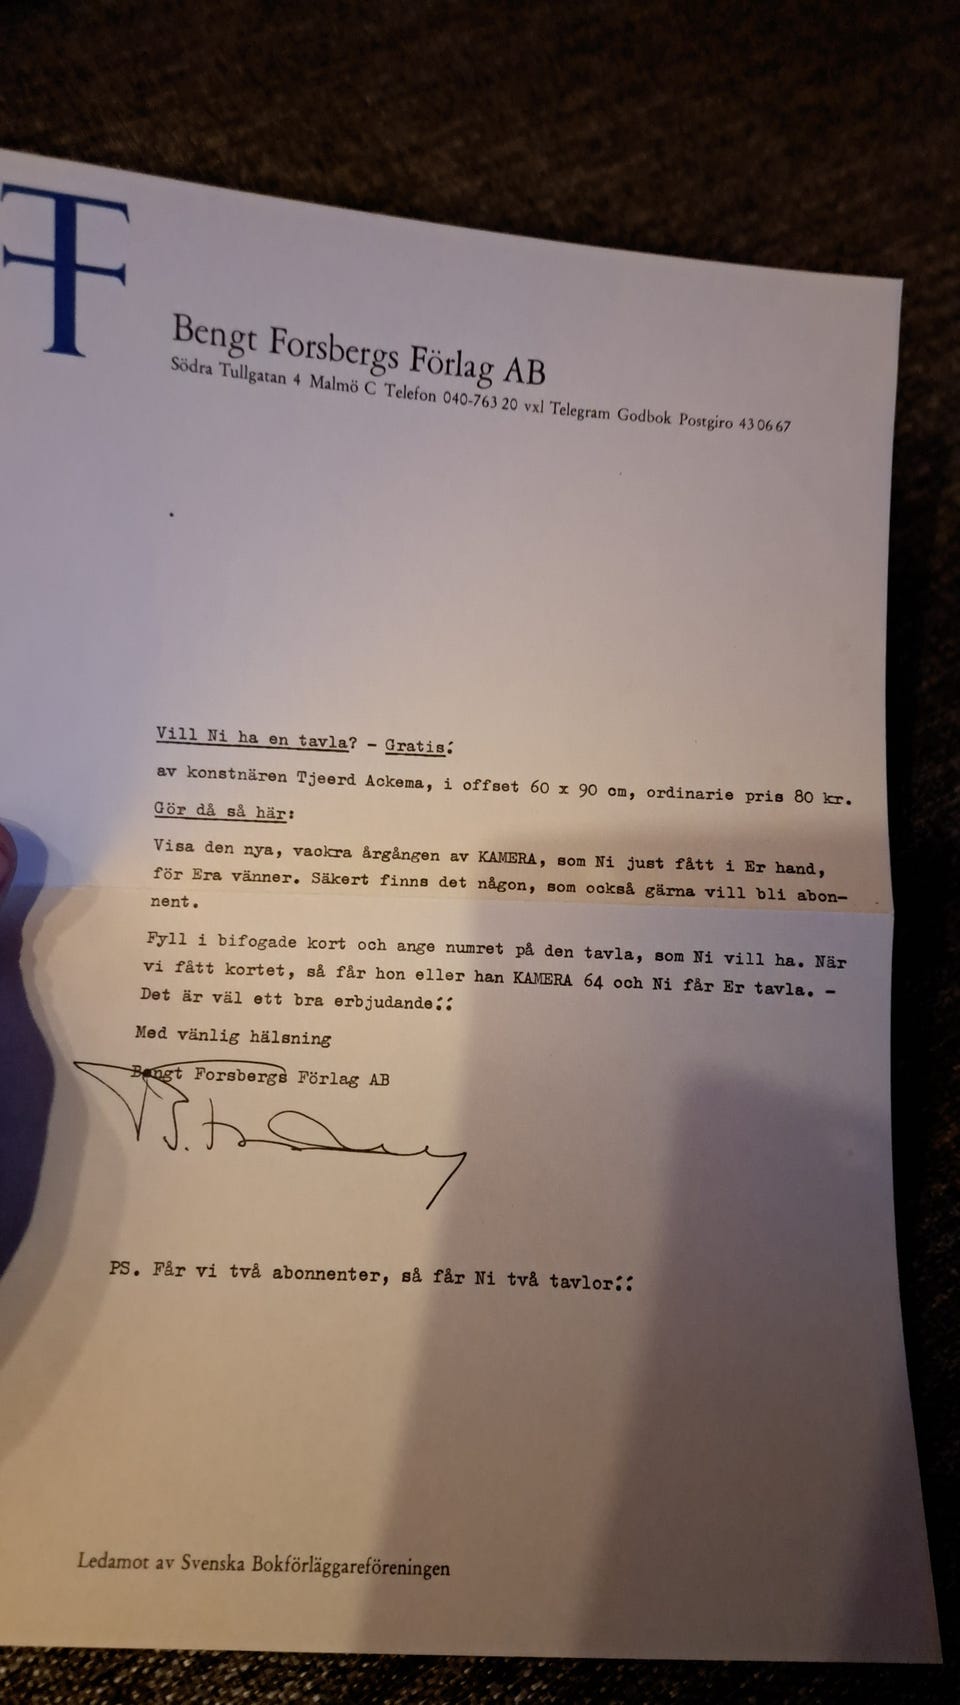 Bengt Forsbergs Förlag AB
Södra Tullgatan 4 Malmö C Telefon 040-763 20 vxl Telegram Godbok Postgiro 43 06 67
Vill Ni ha en tavla? - Gratis:
av konstnären Tjeerd Ackema, i offset 60 x 90 cm, ordinarie pris 80 kr.
Gör då så här:
Visa den nya, vackra årgången av KAMERA, som Ni just fått i Er hand,
för Era vänner. Säkert finns det någon, som också gärna vill bli abon-
nent.
Fyll i bifogade kort och ange numret på den tavla, som Ni vill ha. När
vi fått kortet, så får hon eller han KAMERA 64 och Ni får Er tavla. -
Det är väl ett bra erbjudande::
Med vänlig hälsning
Bengt Forsbergs Förlag AB
PS. Får vi två abonnenter, så får Ni två tavlor::
Ledamot av Svenska Bokförläggareföreningen